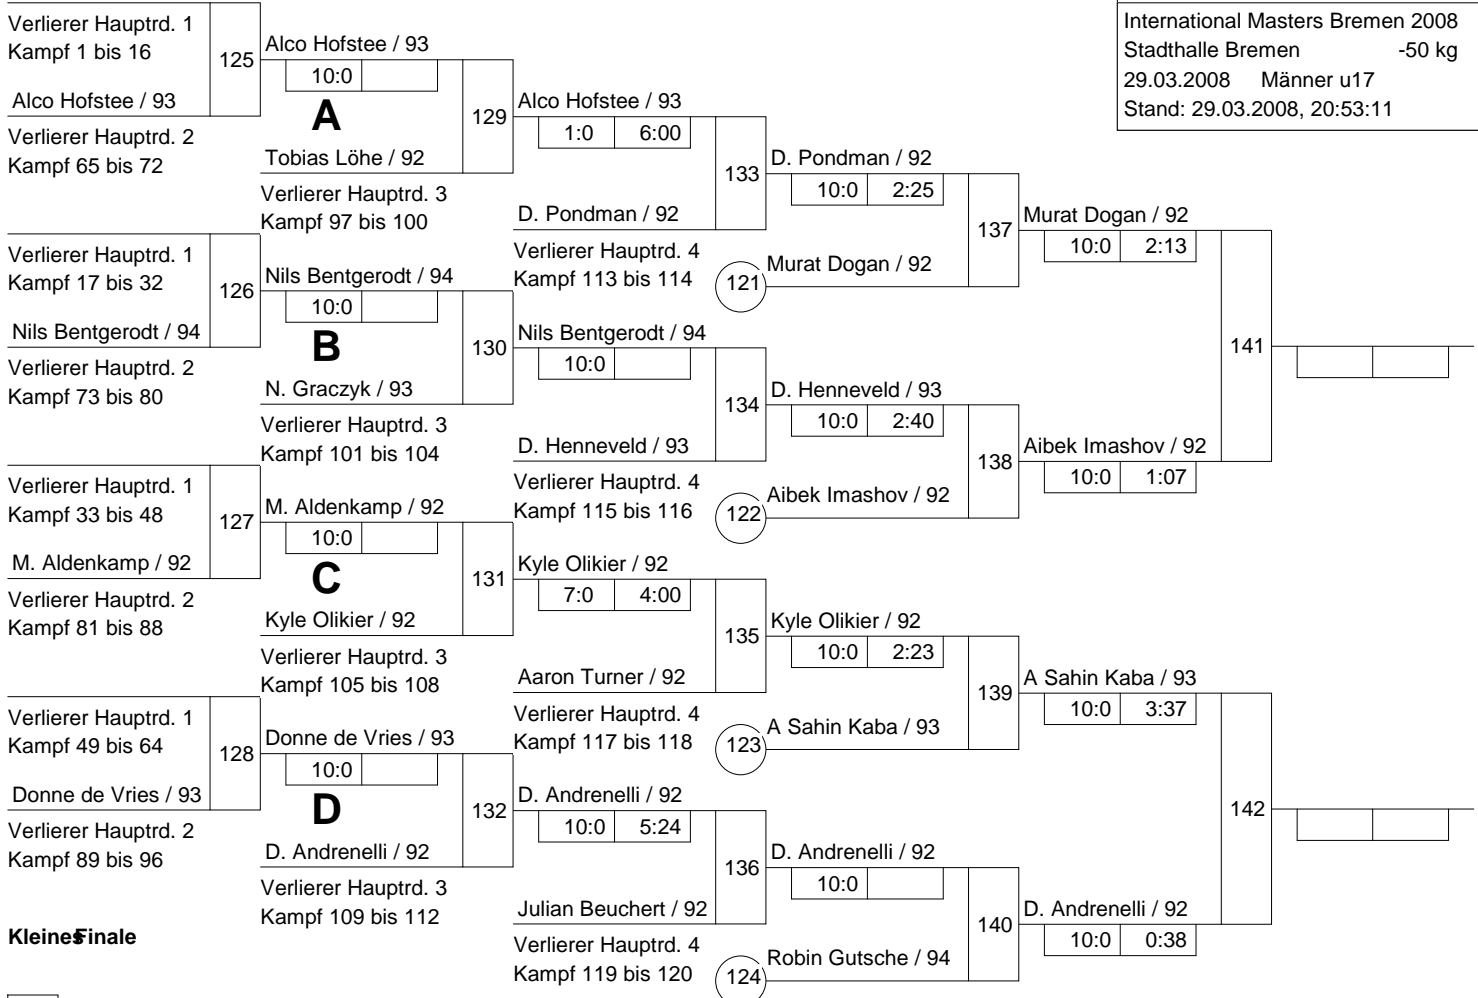 International Masters Bremen 2008
Stadthalle Bremen -50 kg
29.03.2008 Männer u17
Stand: 29.03.2008, 20:53:11
Verlierer Hauptrd. 1
Kampf 1 bis 16
125
Alco Hofstee / 93
Verlierer Hauptrd. 2
Kampf 65 bis 72
Verlierer Hauptrd. 1
Kampf 17 bis 32
126
Nils Bentgerodt / 94
Verlierer Hauptrd. 2
Kampf 73 bis 80
Verlierer Hauptrd. 1
Kampf 33 bis 48
127
M. Aldenkamp / 92
Verlierer Hauptrd. 2
Kampf 81 bis 88
Verlierer Hauptrd. 1
Kampf 49 bis 64
128
Donne de Vries / 93
Verlierer Hauptrd. 2
Kampf 89 bis 96
Kleines Finale
Alco Hofstee / 93
10:0
A
129
Tobias Löhe / 92
Verlierer Hauptrd. 3
Kampf 97 bis 100
Nils Bentgerodt / 94
10:0
B
130
N. Graczyk / 93
Verlierer Hauptrd. 3
Kampf 101 bis 104
M. Aldenkamp / 92
10:0
C
131
Kyle Olikier / 92
Verlierer Hauptrd. 3
Kampf 105 bis 108
Donne de Vries / 93
10:0
D
132
D. Andrenelli / 92
Verlierer Hauptrd. 3
Kampf 109 bis 112
Alco Hofstee / 93
1:0 6:00
133
D. Pondman / 92
Verlierer Hauptrd. 4
Kampf 113 bis 114
Nils Bentgerodt / 94
10:0
134
D. Henneveld / 93
Verlierer Hauptrd. 4
Kampf 115 bis 116
Kyle Olikier / 92
7:0 4:00
135
Aaron Turner / 92
Verlierer Hauptrd. 4
Kampf 117 bis 118
D. Andrenelli / 92
10:0 5:24
136
Julian Beuchert / 92
Verlierer Hauptrd. 4
Kampf 119 bis 120
D. Pondman / 92
10:0 2:25
137
121 Murat Dogan / 92
D. Henneveld / 93
10:0 2:40
138
122 Aibek Imashov / 92
Kyle Olikier / 92
10:0 2:23
139
123 A Sahin Kaba / 93
D. Andrenelli / 92
10:0
140
124 Robin Gutsche / 94
Murat Dogan / 92
10:0 2:13
141
Aibek Imashov / 92
10:0 1:07
A Sahin Kaba / 93
10:0 3:37
142
D. Andrenelli / 92
10:0 0:38